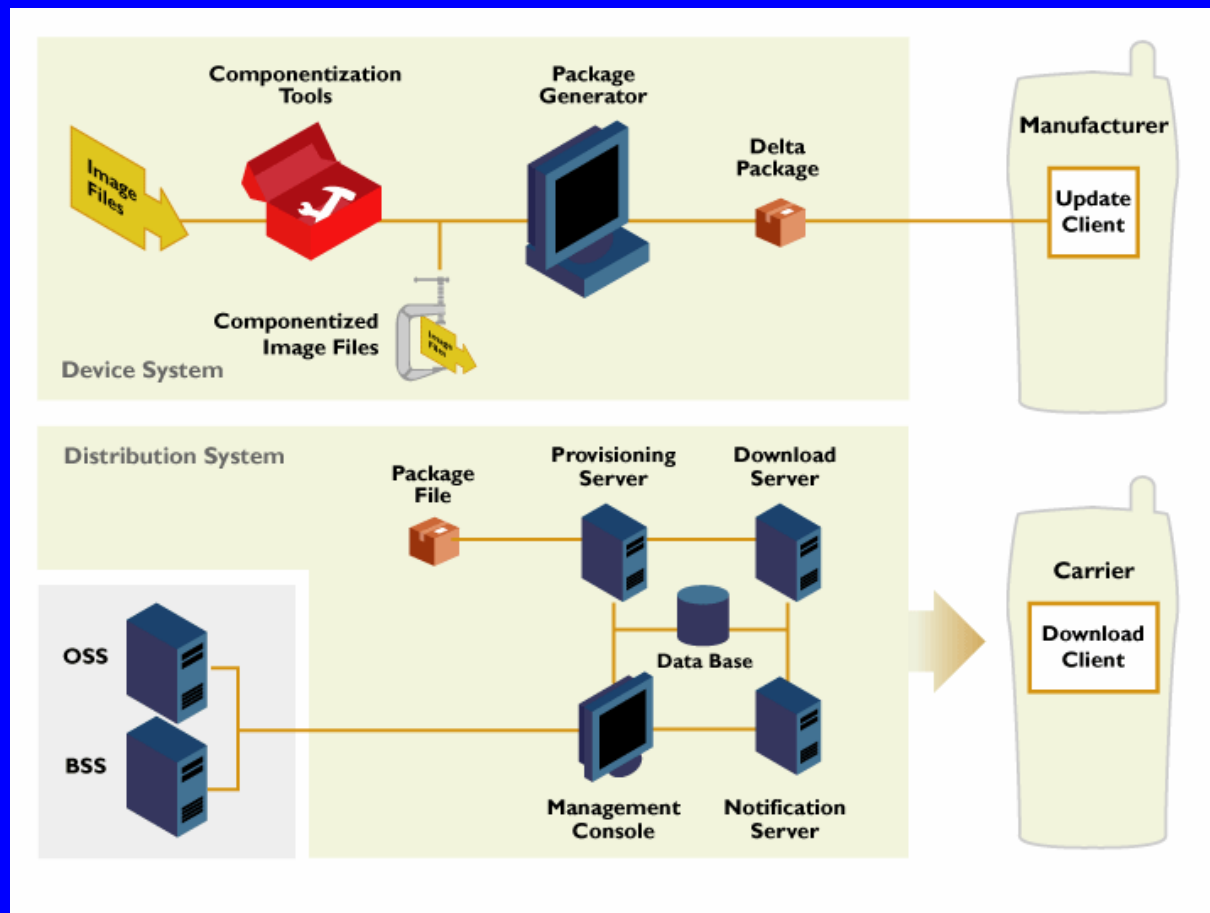 Componentization
Tools
Package
Generator
Manufacturer
Delta
Package
Image
Files
Update
Client
Componentized
Image Files
Image
Files
Device System
Distribution System
Provisioning
Server
Download
Server
Package
File
Carrier
OSS
Data Base
Download
Client
BSS
Management
Console
Notification
Server